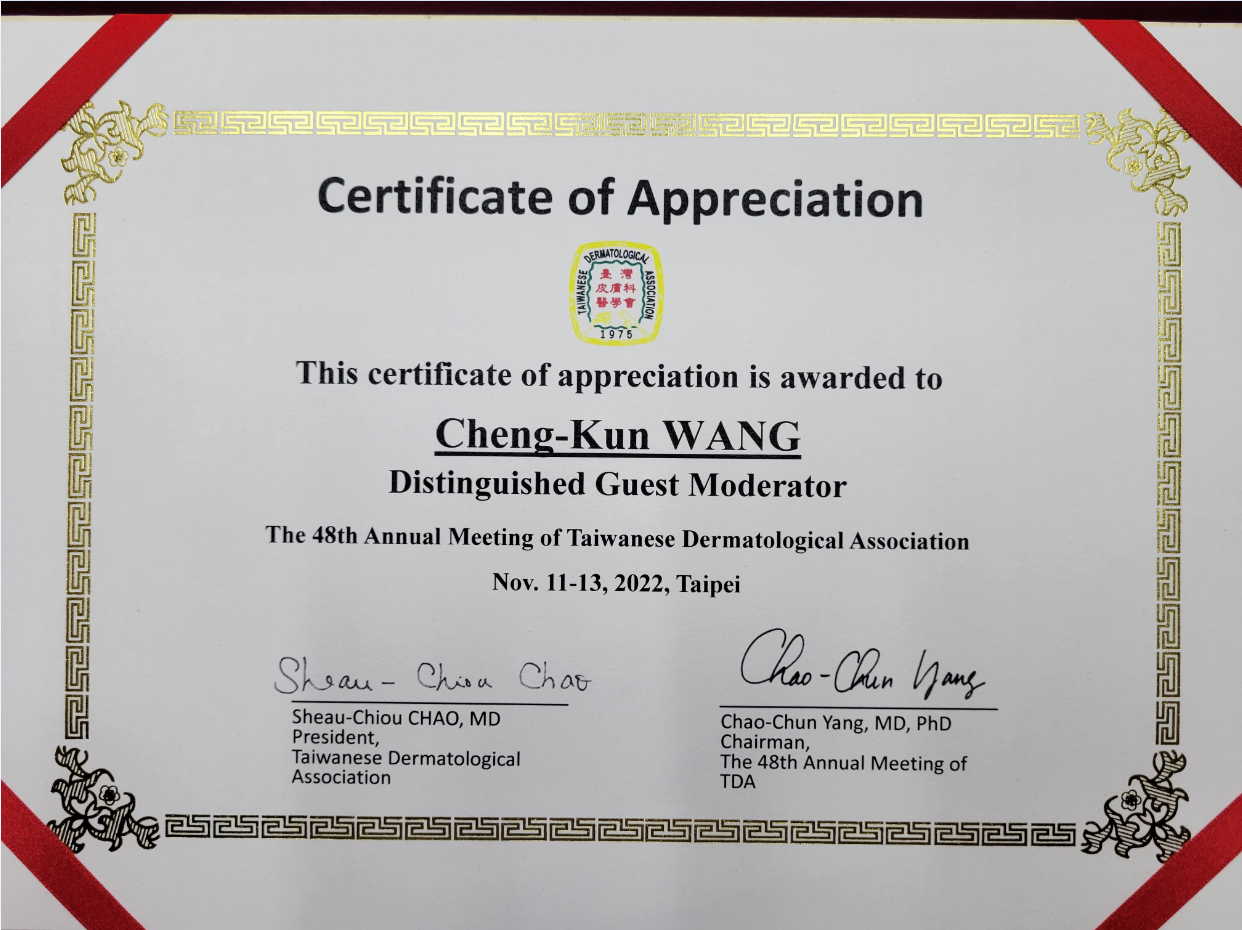 Certificate of Appreciation
TAIWANESE DERMATOLOGICAL ASSOCIATION
臺灣
皮膚科
醫學會
1975
This certificate of appreciation is awarded to
Cheng-Kun WANG
Distinguished Guest Moderator
The 48th Annual Meeting of Taiwanese Dermatological Association
Nov. 11-13, 2022, Taipei
Sheau-Chiou Chao
Chao-Chun Yang
Sheau-Chiou CHAO, MD
President,
Taiwanese Dermatological
Association
Chao-Chun Yang, MD, PhD
Chairman,
The 48th Annual Meeting of
TDA